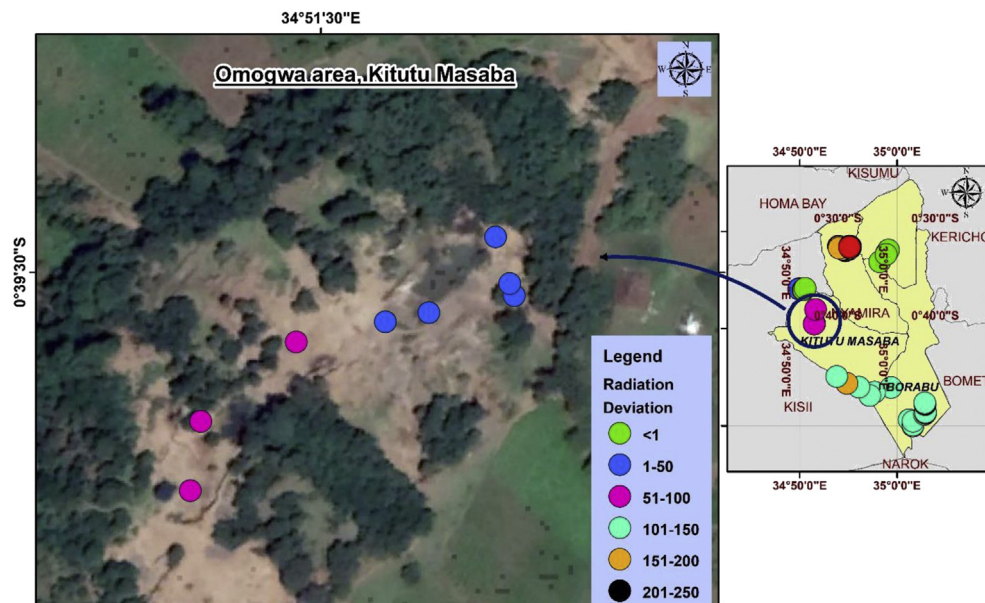 34°51'30"E
Omogwa area, Kitutu Masaba
N
W E
S
0°39'30"S
Legend
Radiation
Deviation
<1
1-50
51-100
101-150
151-200
201-250
34°50'0"E 35°0'0"E
KISUMU
N
W E
S
HOMA BAY
0°30'0"S 0°30'0"S
KERICHO
34°50'0"E 35°0'0"E
0°40'0"S 0°40'0"S
KITUTU MASABA
34°50'0"E
BORABU
BOMET
KISII
NAROK
34°50'0"E 35°0'0"E